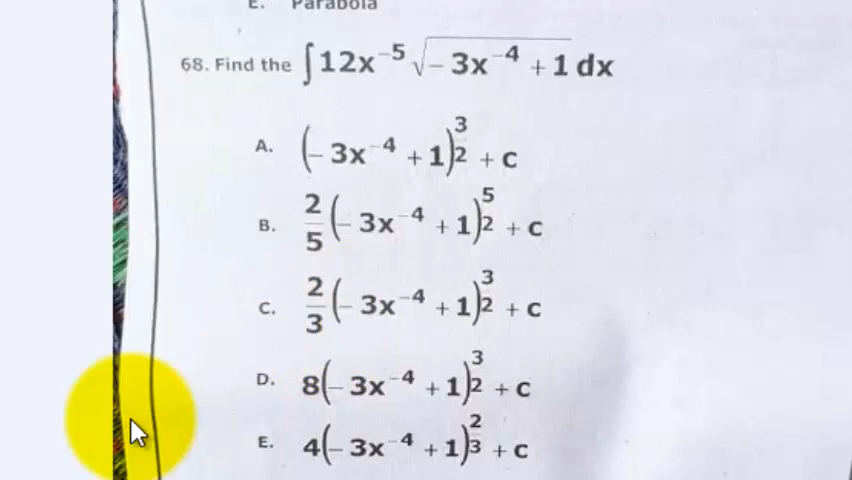 E. Parabola
68. Find the ∫12x⁻⁵ √(−3x⁻⁴ + 1) dx
A. (−3x⁻⁴ + 1)^(3/2) + c
B. 2/5 (−3x⁻⁴ + 1)^(5/2) + c
C. 2/3 (−3x⁻⁴ + 1)^(3/2) + c
D. 8(−3x⁻⁴ + 1)^(3/2) + c
E. 4(−3x⁻⁴ + 1)^(2/3) + c